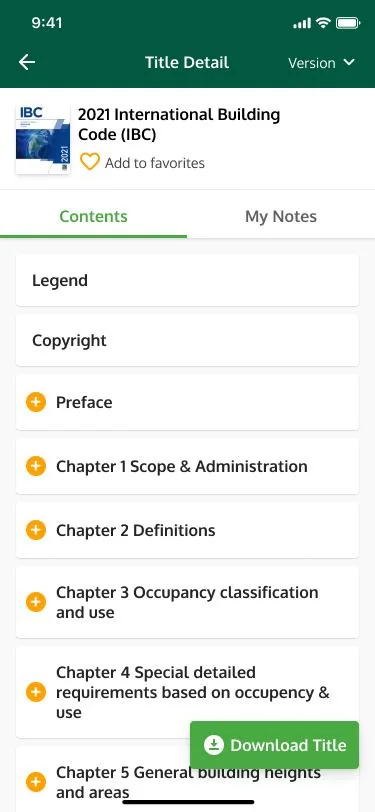 9:41
Title Detail
Version
IBC
2021
2021 International Building
Code (IBC)
Add to favorites
Contents
My Notes
Legend
Copyright
Preface
Chapter 1 Scope & Administration
Chapter 2 Definitions
Chapter 3 Occupancy classification
and use
Chapter 4 Special detailed
requirements based on occupancy &
use
Download Title
Chapter 5 General building heights
and areas